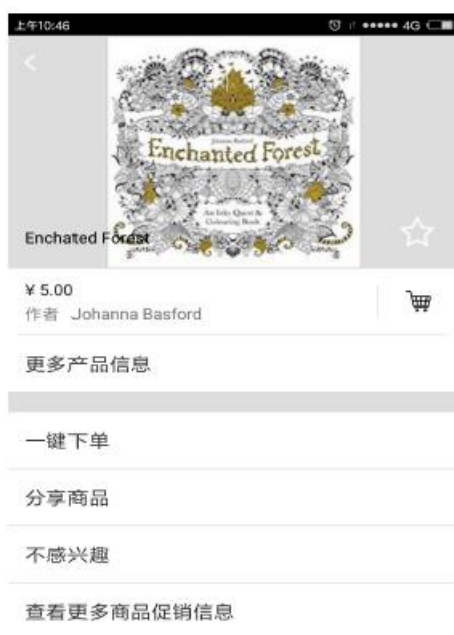 上午10:46
4G
Johanna Basford
Enchanted Forest
An Inky Quest &
Colouring Book
Enchated Forest
¥ 5.00
作者 Johanna Basford
更多产品信息
一键下单
分享商品
不感兴趣
查看更多商品促销信息